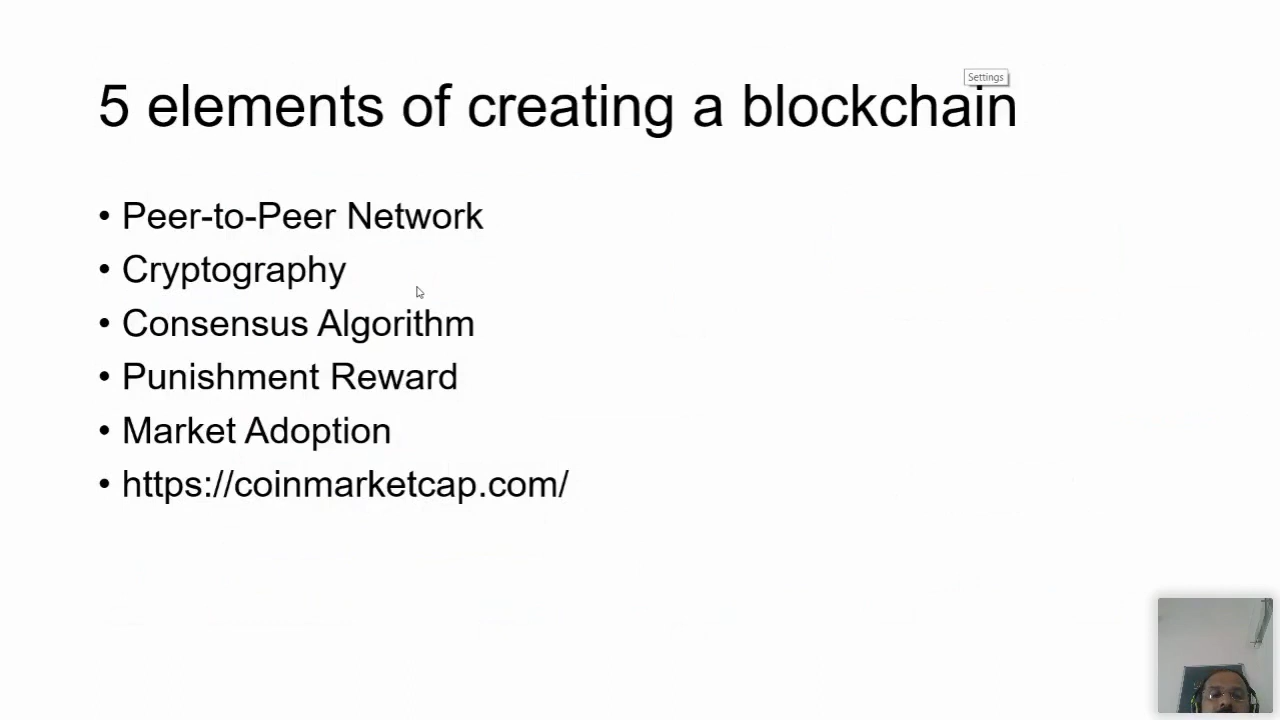 Settings
5 elements of creating a blockchain
• Peer-to-Peer Network
• Cryptography
• Consensus Algorithm
• Punishment Reward
• Market Adoption
• https://coinmarketcap.com/